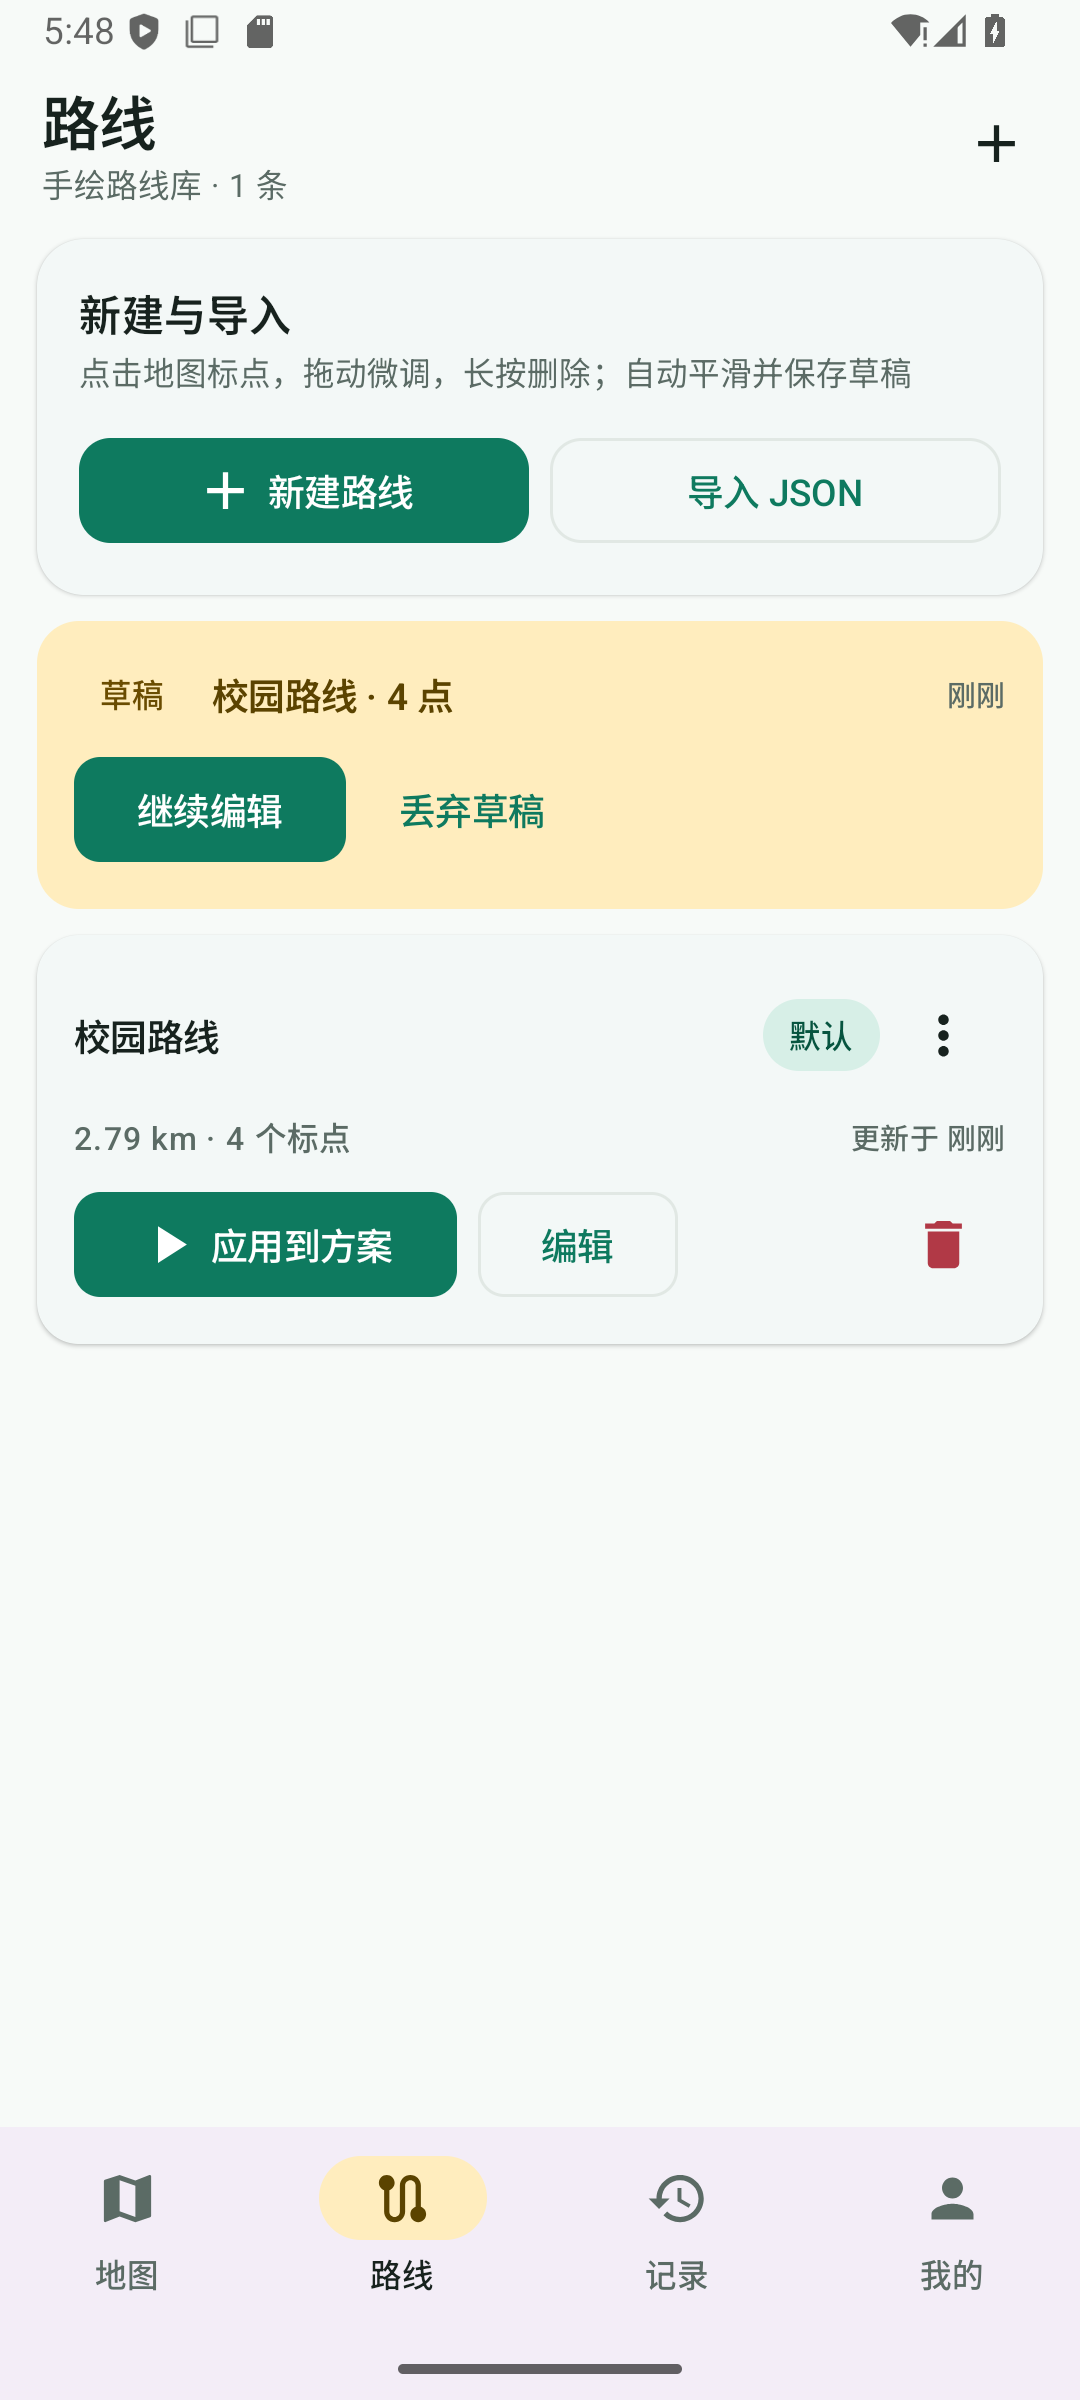 5:48
路线
手绘路线库 · 1 条
新建与导入
点击地图标点，拖动微调，长按删除；自动平滑并保存草稿
新建路线
导入 JSON
草稿 校园路线 · 4 点 刚刚
继续编辑 丢弃草稿
校园路线 默认
2.79 km · 4 个标点 更新于 刚刚
应用到方案 编辑
地图 路线 记录 我的